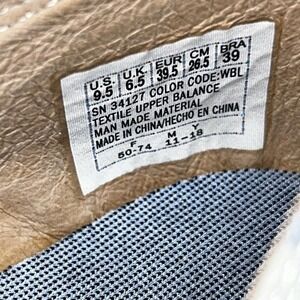 U.S. U.K EUR CM BRA
9.5 6.5 39.5 26.5 39
SN 34127 COLOR CODE:WBL
TEXTILE UPPER BALANCE
MAN MADE MATERIAL
MADE IN CHINA/HECHO EN CHINA
F M
50-74 11-18